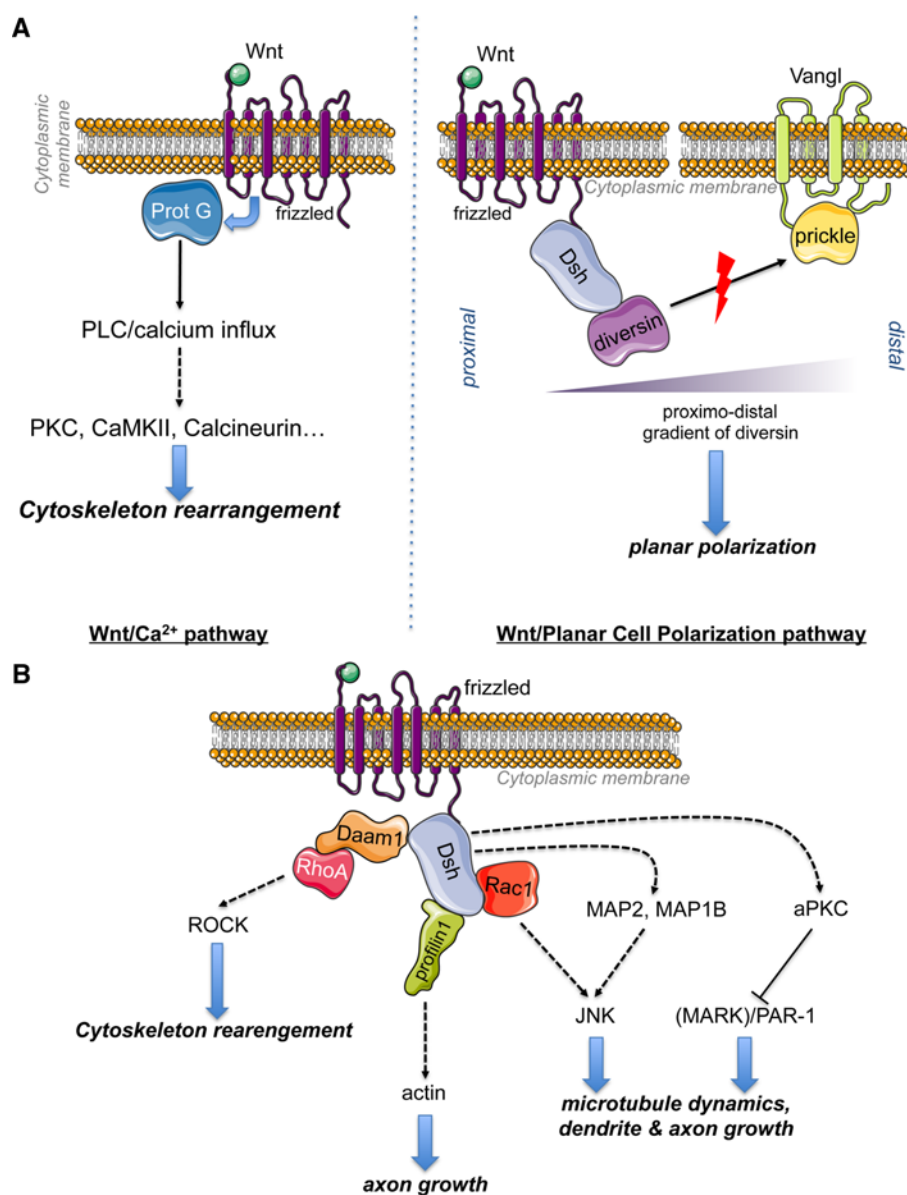 A
Wnt
Cytoplasmic
membrane
Prot G
frizzled
PLC/calcium influx
PKC, CaMKII, Calcineurin…
Cytoskeleton rearrangement
Wnt/Ca²⁺ pathway
Wnt
Vangl
Cytoplasmic membrane
frizzled
prickle
Dsh
diversin
proximal
distal
proximo-distal
gradient of diversin
planar polarization
Wnt/Planar Cell Polarization pathway
B
frizzled
Cytoplasmic membrane
Daam1
Dsh
RhoA
Rac1
profilin1
ROCK
MAP2, MAP1B
aPKC
Cytoskeleton rearengement
JNK
(MARK)/PAR-1
actin
microtubule dynamics,
dendrite & axon growth
axon growth